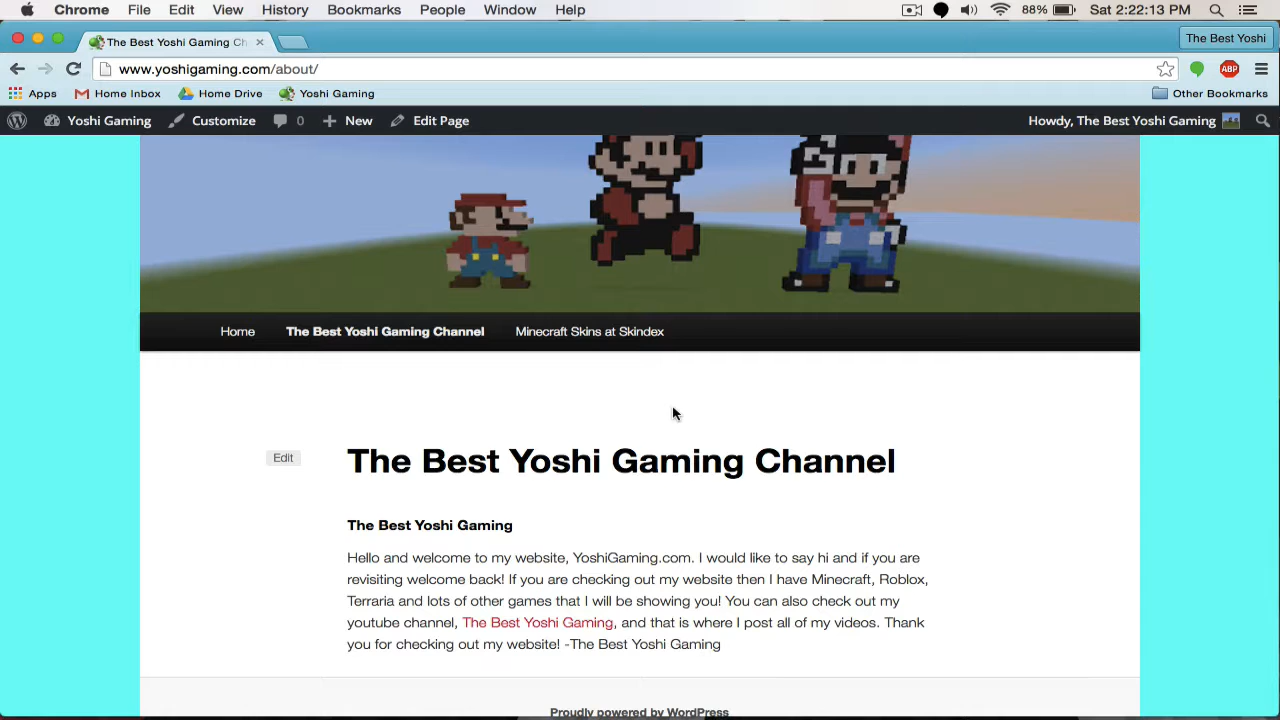 Chrome File Edit View History Bookmarks People Window Help 88% Sat 2:22:13 PM
The Best Yoshi Gaming Ch The Best Yoshi
www.yoshigaming.com/about/ ABP
Apps Home Inbox Home Drive Yoshi Gaming Other Bookmarks
Yoshi Gaming Customize 0 New Edit Page Howdy, The Best Yoshi Gaming
Home The Best Yoshi Gaming Channel Minecraft Skins at Skindex
Edit The Best Yoshi Gaming Channel
The Best Yoshi Gaming
Hello and welcome to my website, YoshiGaming.com. I would like to say hi and if you are
revisiting welcome back! If you are checking out my website then I have Minecraft, Roblox,
Terraria and lots of other games that I will be showing you! You can also check out my
youtube channel, The Best Yoshi Gaming, and that is where I post all of my videos. Thank
you for checking out my website! -The Best Yoshi Gaming
Proudly powered by WordPress